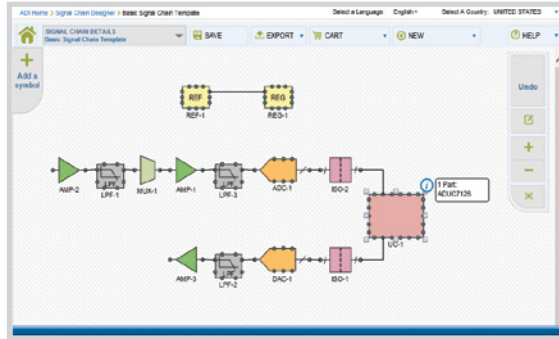 ADI Home > Signal Chain Designer > Basic Signal Chain Template
Select a Language: English
Select A Country: UNITED STATES
SIGNAL CHAIN DETAILS
Basic Signal Chain Template
SAVE
EXPORT
CART
NEW
HELP
Add a
symbol
Undo
REF
REG
REF-1
REG-1
LPF
LPF
AMP-2
LPF-1
MUX-1
AMP-1
LPF-3
ADC-1
ISO-2
1 Part:
ADUC7126
UC-1
LPF
AMP-3
LPF-2
DAC-1
ISO-1